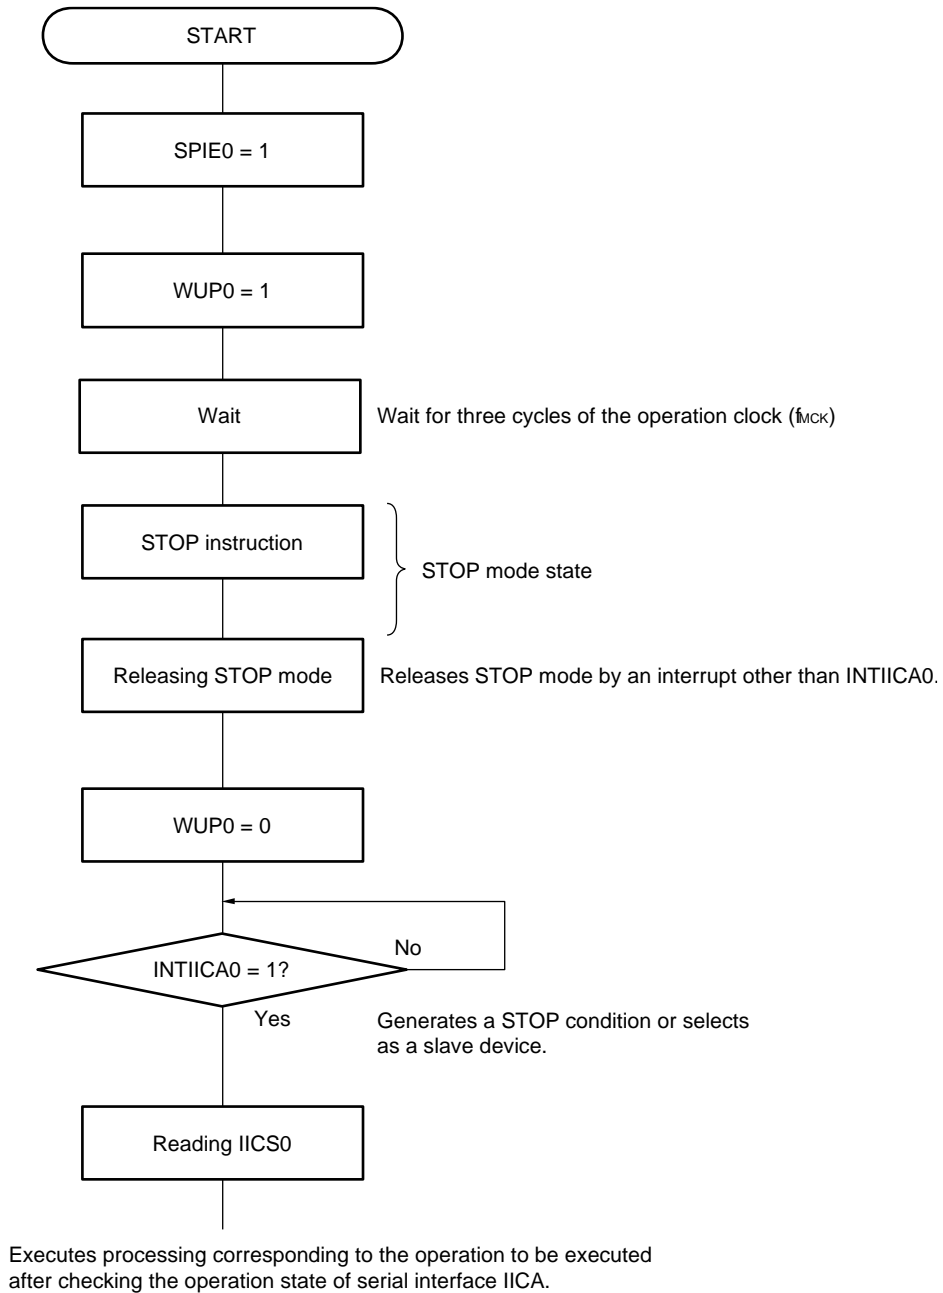 START
SPIE0 = 1
WUP0 = 1
Wait
Wait for three cycles of the operation clock (fMCK)
STOP instruction
STOP mode state
Releasing STOP mode
Releases STOP mode by an interrupt other than INTIICA0.
WUP0 = 0
No
INTIICA0 = 1?
Yes
Generates a STOP condition or selects
as a slave device.
Reading IICS0
Executes processing corresponding to the operation to be executed
after checking the operation state of serial interface IICA.